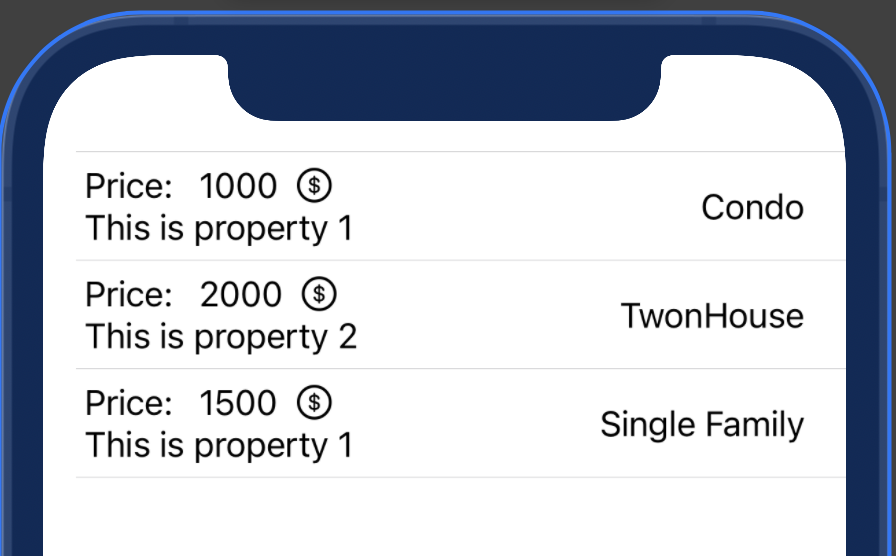 Price: 1000 $
This is property 1
Condo
Price: 2000 $
This is property 2
TwonHouse
Price: 1500 $
This is property 1
Single Family